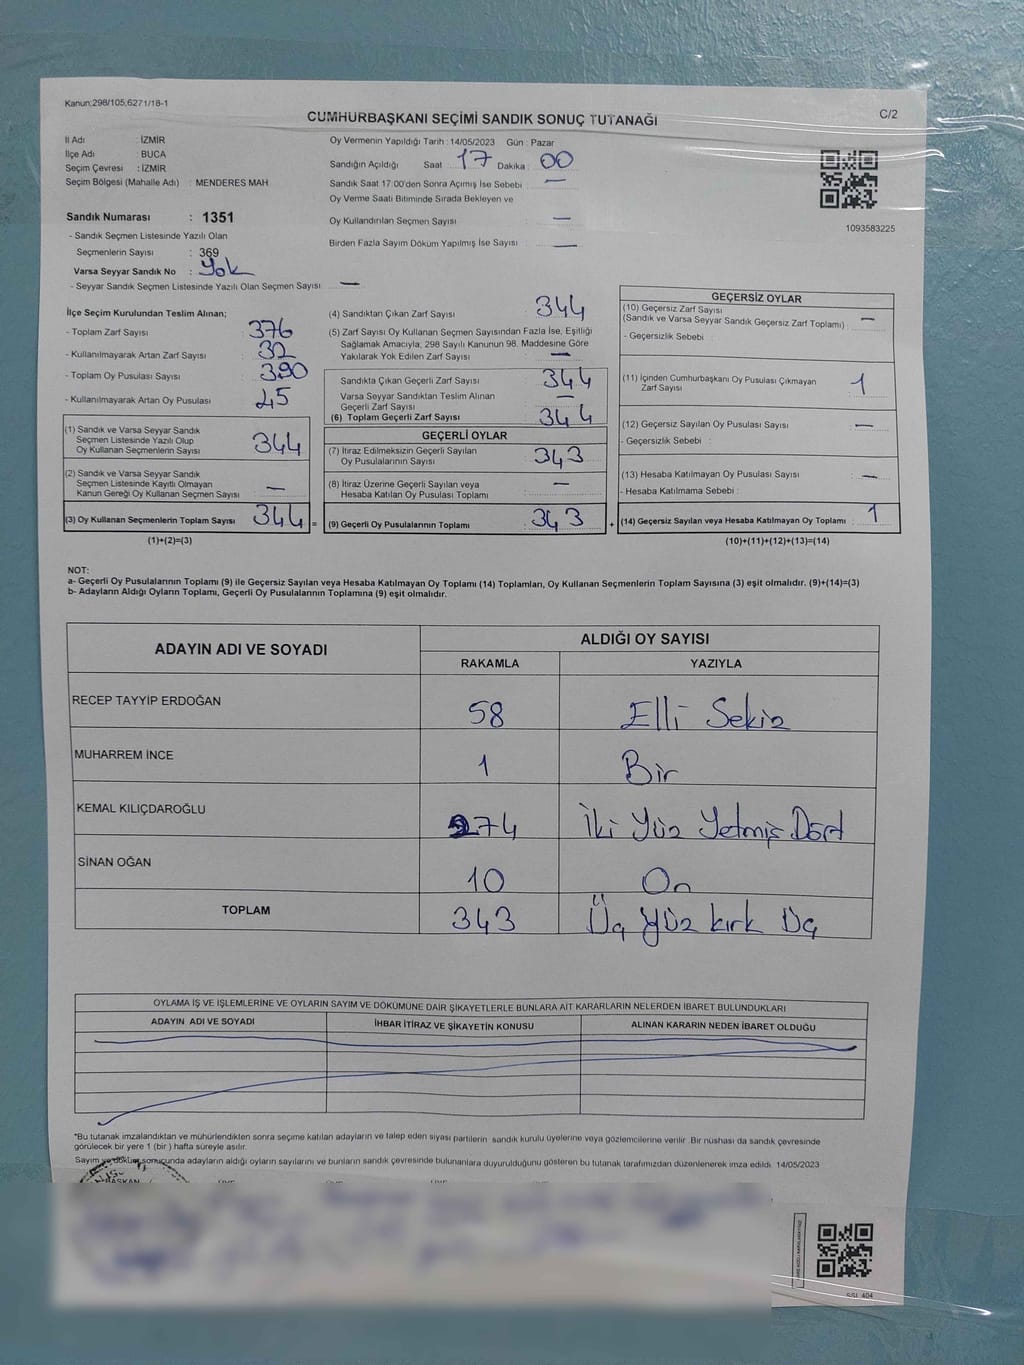 Kanun;298/105,6271/18-1
C/2
CUMHURBAŞKANI SEÇİMİ SANDIK SONUÇ TUTANAĞI
İl Adı : İZMİR
İlçe Adı : BUCA
Seçim Çevresi : İZMİR
Seçim Bölgesi (Mahalle Adı) : MENDERES MAH
Sandık Numarası : 1351
- Sandık Seçmen Listesinde Yazılı Olan
Seçmenlerin Sayısı : 369
Varsa Seyyar Sandık No : Yok
- Seyyar Sandık Seçmen Listesinde Yazılı Olan Seçmen Sayısı —
Oy Vermenin Yapıldığı Tarih : 14/05/2023 Gün : Pazar
Sandığın Açıldığı Saat : 17 Dakika : 00
Sandık Saat 17:00'den Sonra Açımış İse Sebebi : —
Oy Verme Saati Bitiminde Sırada Bekleyen ve
Oy Kullandırılan Seçmen Sayısı : —
Birden Fazla Sayım Döküm Yapılmış İse Sayısı : —
1093583225
İlçe Seçim Kurulundan Teslim Alınan;
- Toplam Zarf Sayısı : 376
- Kullanılmayarak Artan Zarf Sayısı : 32
- Toplam Oy Pusulası Sayısı : 390
- Kullanılmayarak Artan Oy Pusulası : 45
(1) Sandık ve Varsa Seyyar Sandık
Seçmen Listesinde Yazılı Olup
Oy Kullanan Seçmenlerin Sayısı 344
(2) Sandık ve Varsa Seyyar Sandık
Seçmen Listesinde Kayıtlı Olmayan
Kanun Gereği Oy Kullanan Seçmen Sayısı —
(3) Oy Kullanan Seçmenlerin Toplam Sayısı 344 =
(1)+(2)=(3)
(4) Sandıktan Çıkan Zarf Sayısı 344
(5) Zarf Sayısı Oy Kullanan Seçmen Sayısından Fazla İse, Eşitliği
Sağlamak Amacıyla; 298 Sayılı Kanunun 98. Maddesine Göre
Yakılarak Yok Edilen Zarf Sayısı —
Sandıkta Çıkan Geçerli Zarf Sayısı 344
Varsa Seyyar Sandıktan Teslim Alınan
Geçerli Zarf Sayısı —
(6) Toplam Geçerli Zarf Sayısı 344
GEÇERLİ OYLAR
(7) İtiraz Edilmeksizin Geçerli Sayılan
Oy Pusulalarının Sayısı 343
(8) İtiraz Üzerine Geçerli Sayılan veya
Hesaba Katılan Oy Pusulası Toplamı —
(9) Geçerli Oy Pusulalarının Toplamı 343 +
GEÇERSİZ OYLAR
(10) Geçersiz Zarf Sayısı
(Sandık ve Varsa Seyyar Sandık Geçersiz Zarf Toplamı) —
- Geçersizlik Sebebi :
(11) İçinden Cumhurbaşkanı Oy Pusulası Çıkmayan
Zarf Sayısı 1
(12) Geçersiz Sayılan Oy Pusulası Sayısı —
- Geçersizlik Sebebi :
(13) Hesaba Katılmayan Oy Pusulası Sayısı —
- Hesaba Katılmama Sebebi :
(14) Geçersiz Sayılan veya Hesaba Katılmayan Oy Toplamı : 1
(10)+(11)+(12)+(13)=(14)
NOT:
a- Geçerli Oy Pusulalarının Toplamı (9) ile Geçersiz Sayılan veya Hesaba Katılmayan Oy Toplamı (14) Toplamları, Oy Kullanan Seçmenlerin Toplam Sayısına (3) eşit olmalıdır. (9)+(14)=(3)
b- Adayların Aldığı Oyların Toplamı, Geçerli Oy Pusulalarının Toplamına (9) eşit olmalıdır.
ADAYIN ADI VE SOYADI
ALDIĞI OY SAYISI
RAKAMLA YAZIYLA
RECEP TAYYİP ERDOĞAN 58 Elli Sekiz
MUHARREM İNCE 1 Bir
KEMAL KILIÇDAROĞLU 274 İki Yüz Yetmiş Dört
SİNAN OĞAN 10 On
TOPLAM 343 Üç Yüz kırk Üç
OYLAMA İŞ VE İŞLEMLERİNE VE OYLARIN SAYIM VE DÖKÜMÜNE DAİR ŞİKAYETLERLE BUNLARA AİT KARARLARIN NELERDEN İBARET BULUNDUKLARI
ADAYIN ADI VE SOYADI İHBAR İTİRAZ VE ŞİKAYETİN KONUSU ALINAN KARARIN NEDEN İBARET OLDUĞU
*Bu tutanak imzalandıktan ve mühürlendikten sonra seçime katılan adayların ve talep eden siyasi partilerin sandık kurulu üyelerine veya gözlemcilerine verilir. Bir nüshası da sandık çevresinde
görülecek bir yere 1 (bir) hafta süreyle asılır.
Sayım ve döküm sonucunda adayların aldığı oyların sayılarını ve bunların sandık çevresinde bulunanlara duyurulduğunu gösteren bu tutanak tarafımızdan düzenlenerek imza edildi. 14/05/2023
BAŞKAN